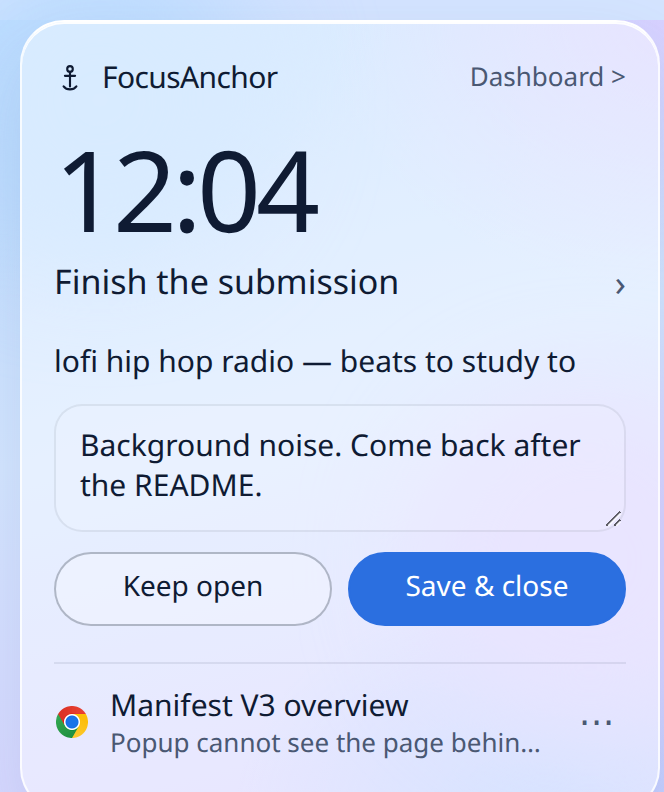 FocusAnchor
Dashboard >
12:04
Finish the submission ›
lofi hip hop radio — beats to study to
Background noise. Come back after
the README.
Keep open
Save & close
Manifest V3 overview
Popup cannot see the page behin...